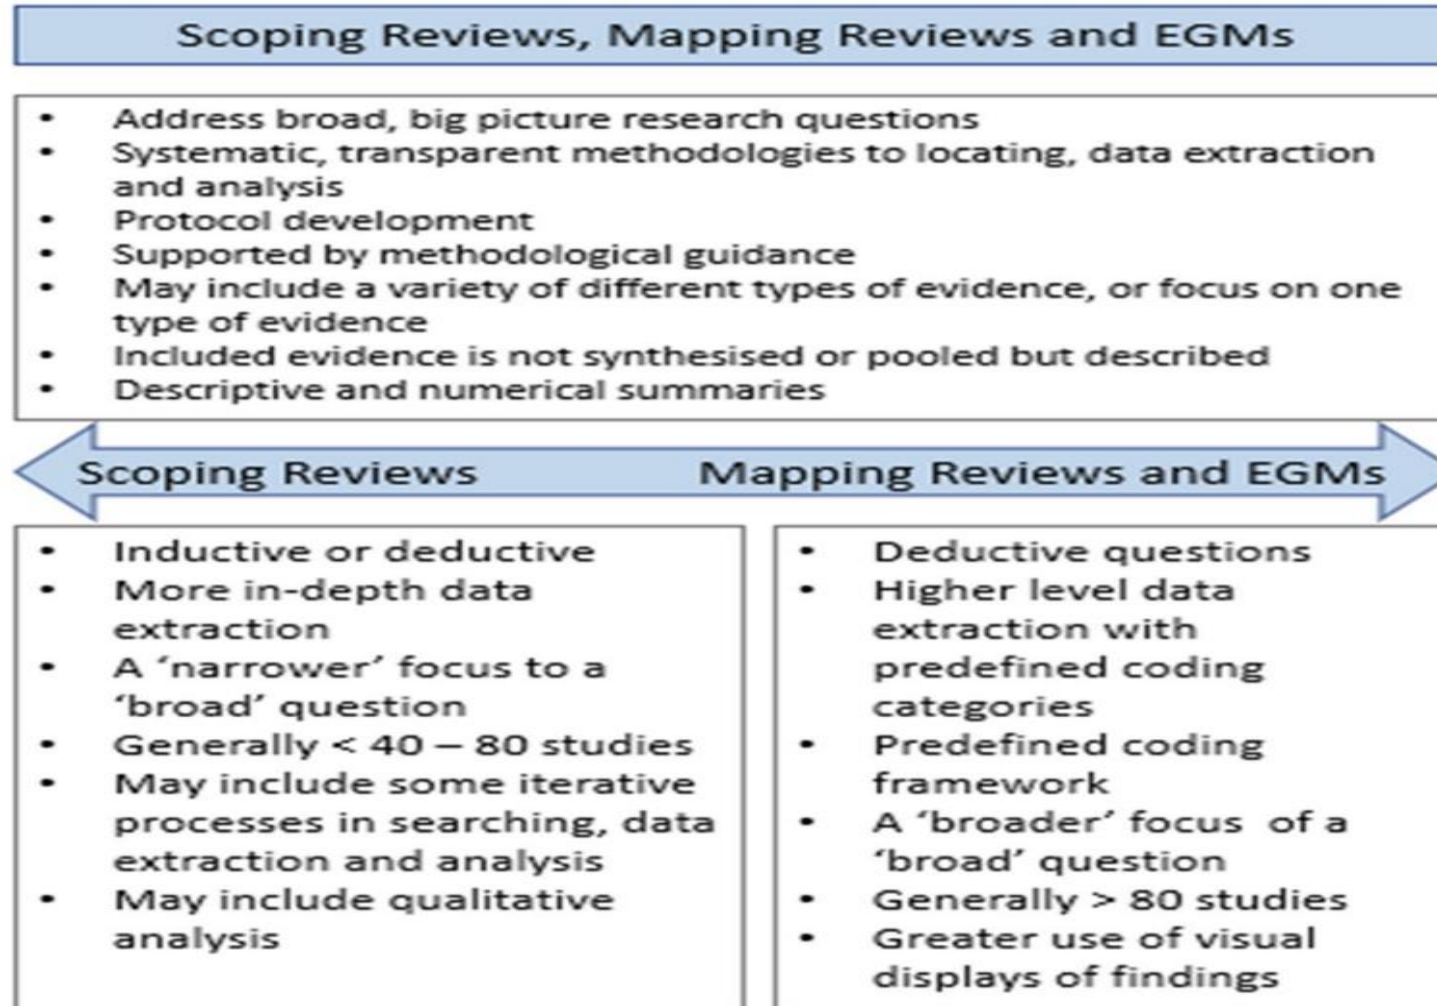 Scoping Reviews, Mapping Reviews and EGMs
• Address broad, big picture research questions
• Systematic, transparent methodologies to locating, data extraction
and analysis
• Protocol development
• Supported by methodological guidance
• May include a variety of different types of evidence, or focus on one
type of evidence
• Included evidence is not synthesised or pooled but described
• Descriptive and numerical summaries
Scoping Reviews
Mapping Reviews and EGMs
• Inductive or deductive
• More in-depth data
extraction
• A ‘narrower’ focus to a
‘broad’ question
• Generally < 40 – 80 studies
• May include some iterative
processes in searching, data
extraction and analysis
• May include qualitative
analysis
• Deductive questions
• Higher level data
extraction with
predefined coding
categories
• Predefined coding
framework
• A ‘broader’ focus of a
‘broad’ question
• Generally > 80 studies
• Greater use of visual
displays of findings